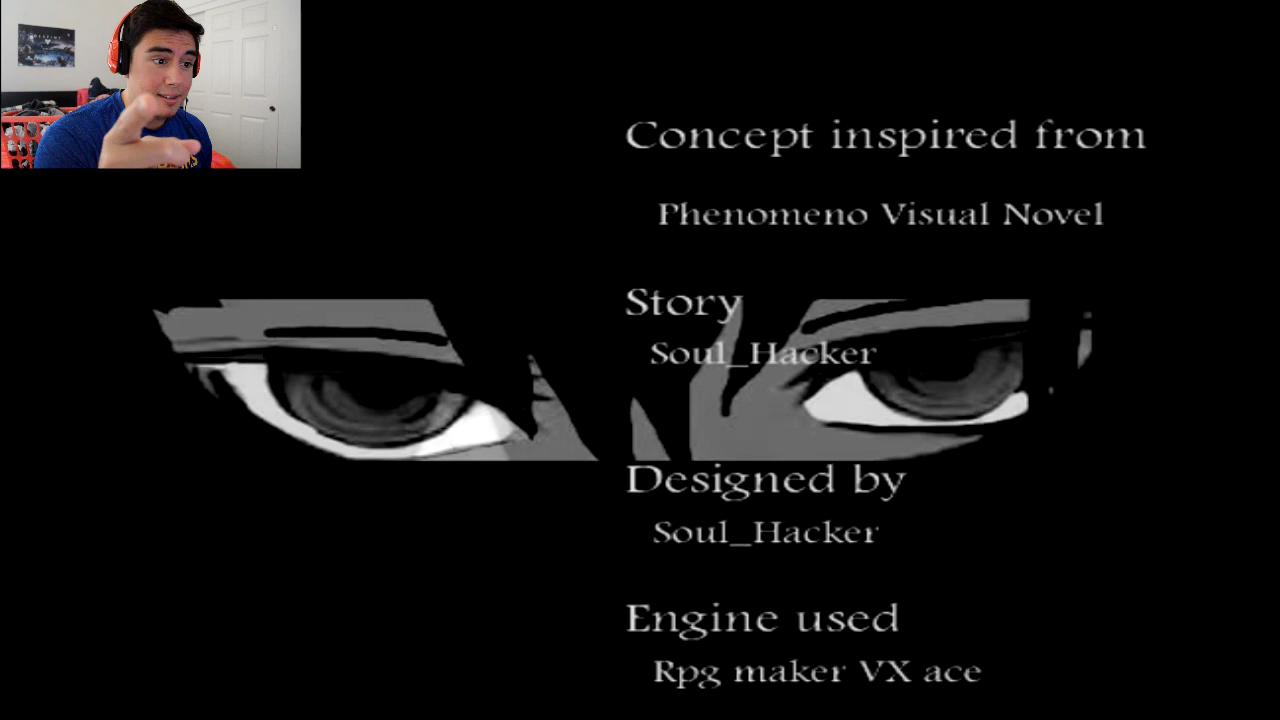 Concept inspired from
Phenomeno Visual Novel
Story
Soul_Hacker
Designed by
Soul_Hacker
Engine used
Rpg maker VX ace